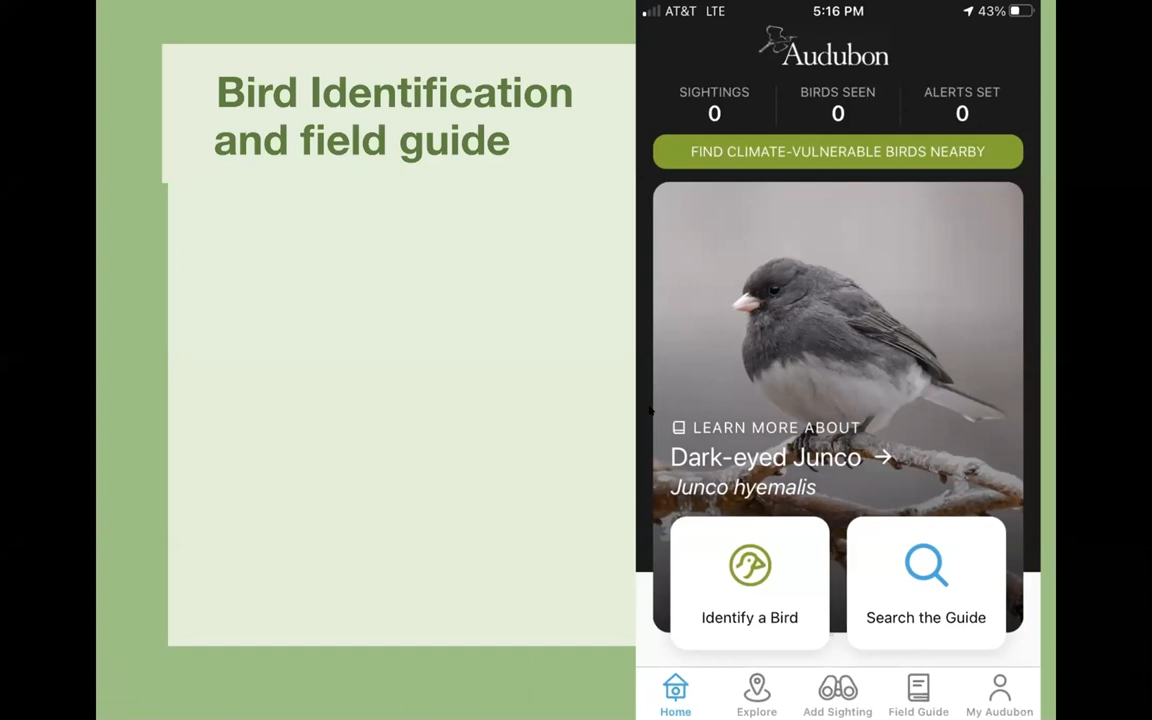 Bird Identification
and field guide
AT&T LTE 5:16 PM 43%
Audubon
SIGHTINGS BIRDS SEEN ALERTS SET
0 0 0
FIND CLIMATE-VULNERABLE BIRDS NEARBY
LEARN MORE ABOUT
Dark-eyed Junco →
Junco hyemalis
Identify a Bird Search the Guide
Home Explore Add Sighting Field Guide My Audubon